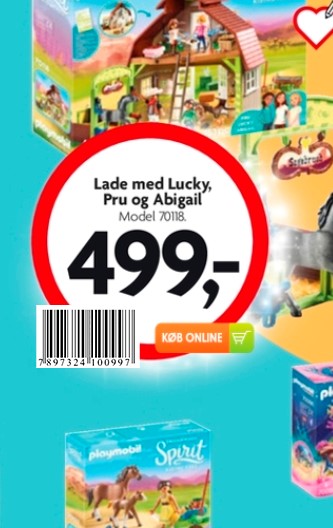 Lade med Lucky,
Pru og Abigail
Model 70118.
499,-
KØB ONLINE
7 897324 100997
playmobil
Spirit